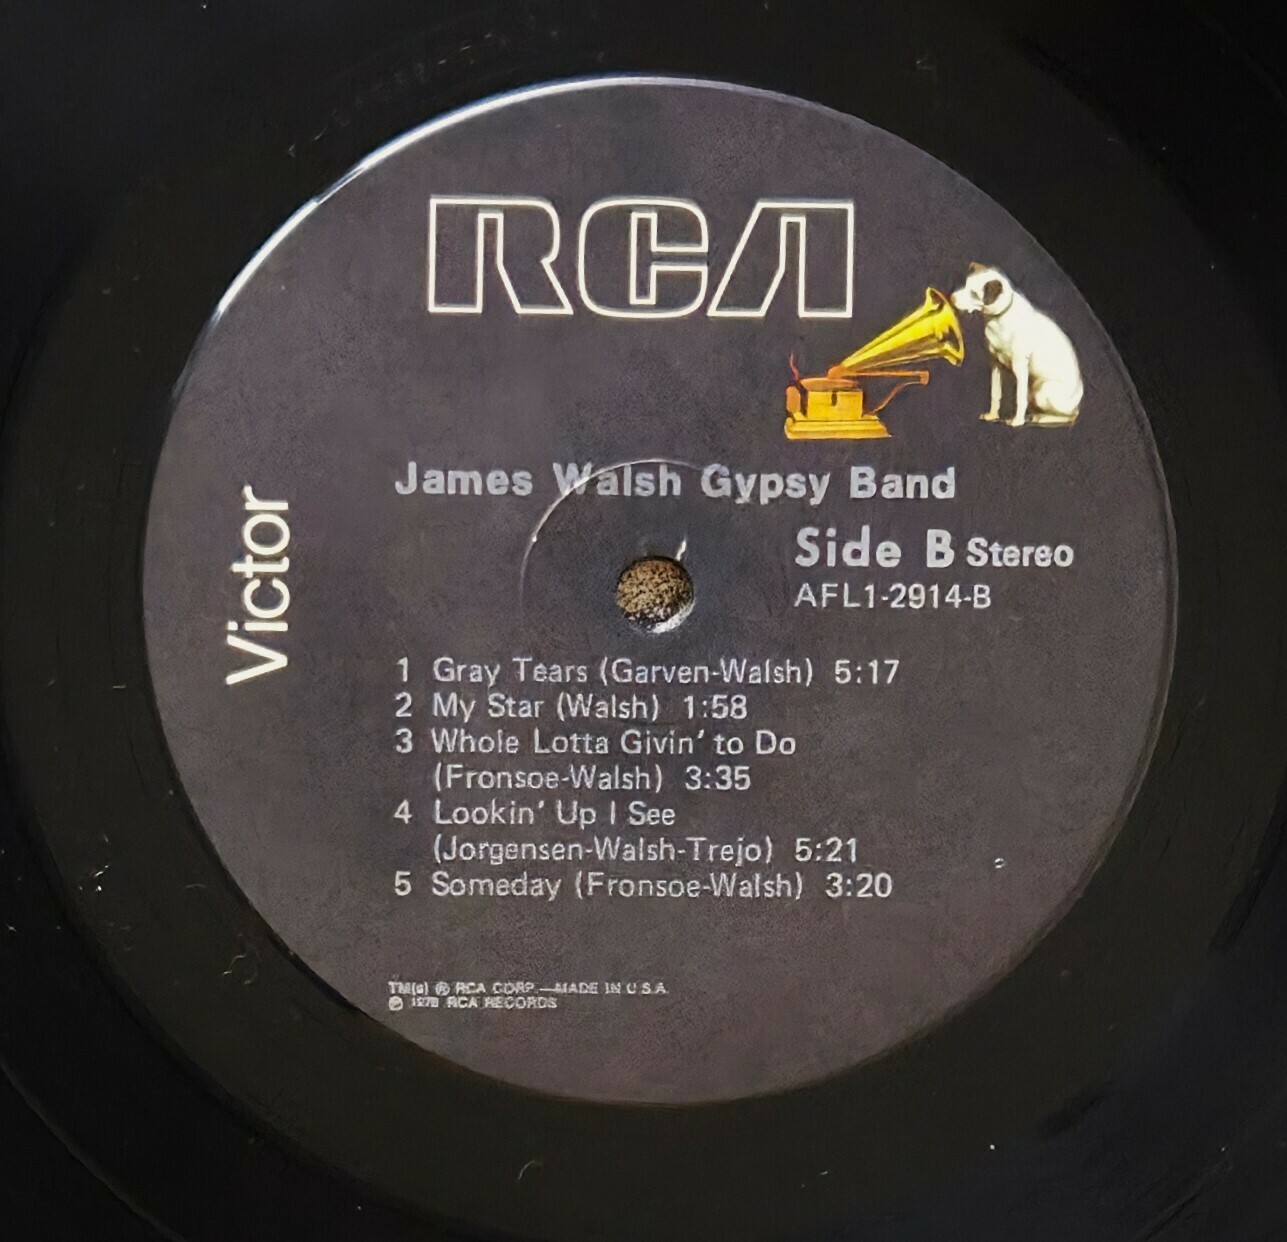 RCA
Victor
James Walsh Gypsy Band
Side B Stereo
AFL1-2914-B
1 Gray Tears (Garven-Walsh) 5:17
2 My Star (Walsh) 1:58
3 Whole Lotta Givin' to Do
(Fronsoe-Walsh) 3:35
4 Lookin' Up I See
(Jorgensen-Walsh-Trejo) 5:21
5 Someday (Fronsoe-Walsh) 3:20
TM(s) ® RCA CORP.—MADE IN U.S.A.
℗ 1978 RCA RECORDS